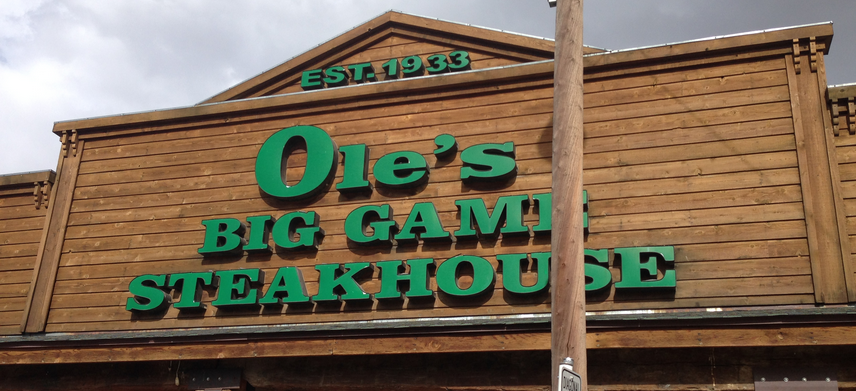 EST. 1933
Ole's
BIG GAME
STEAKHOUSE